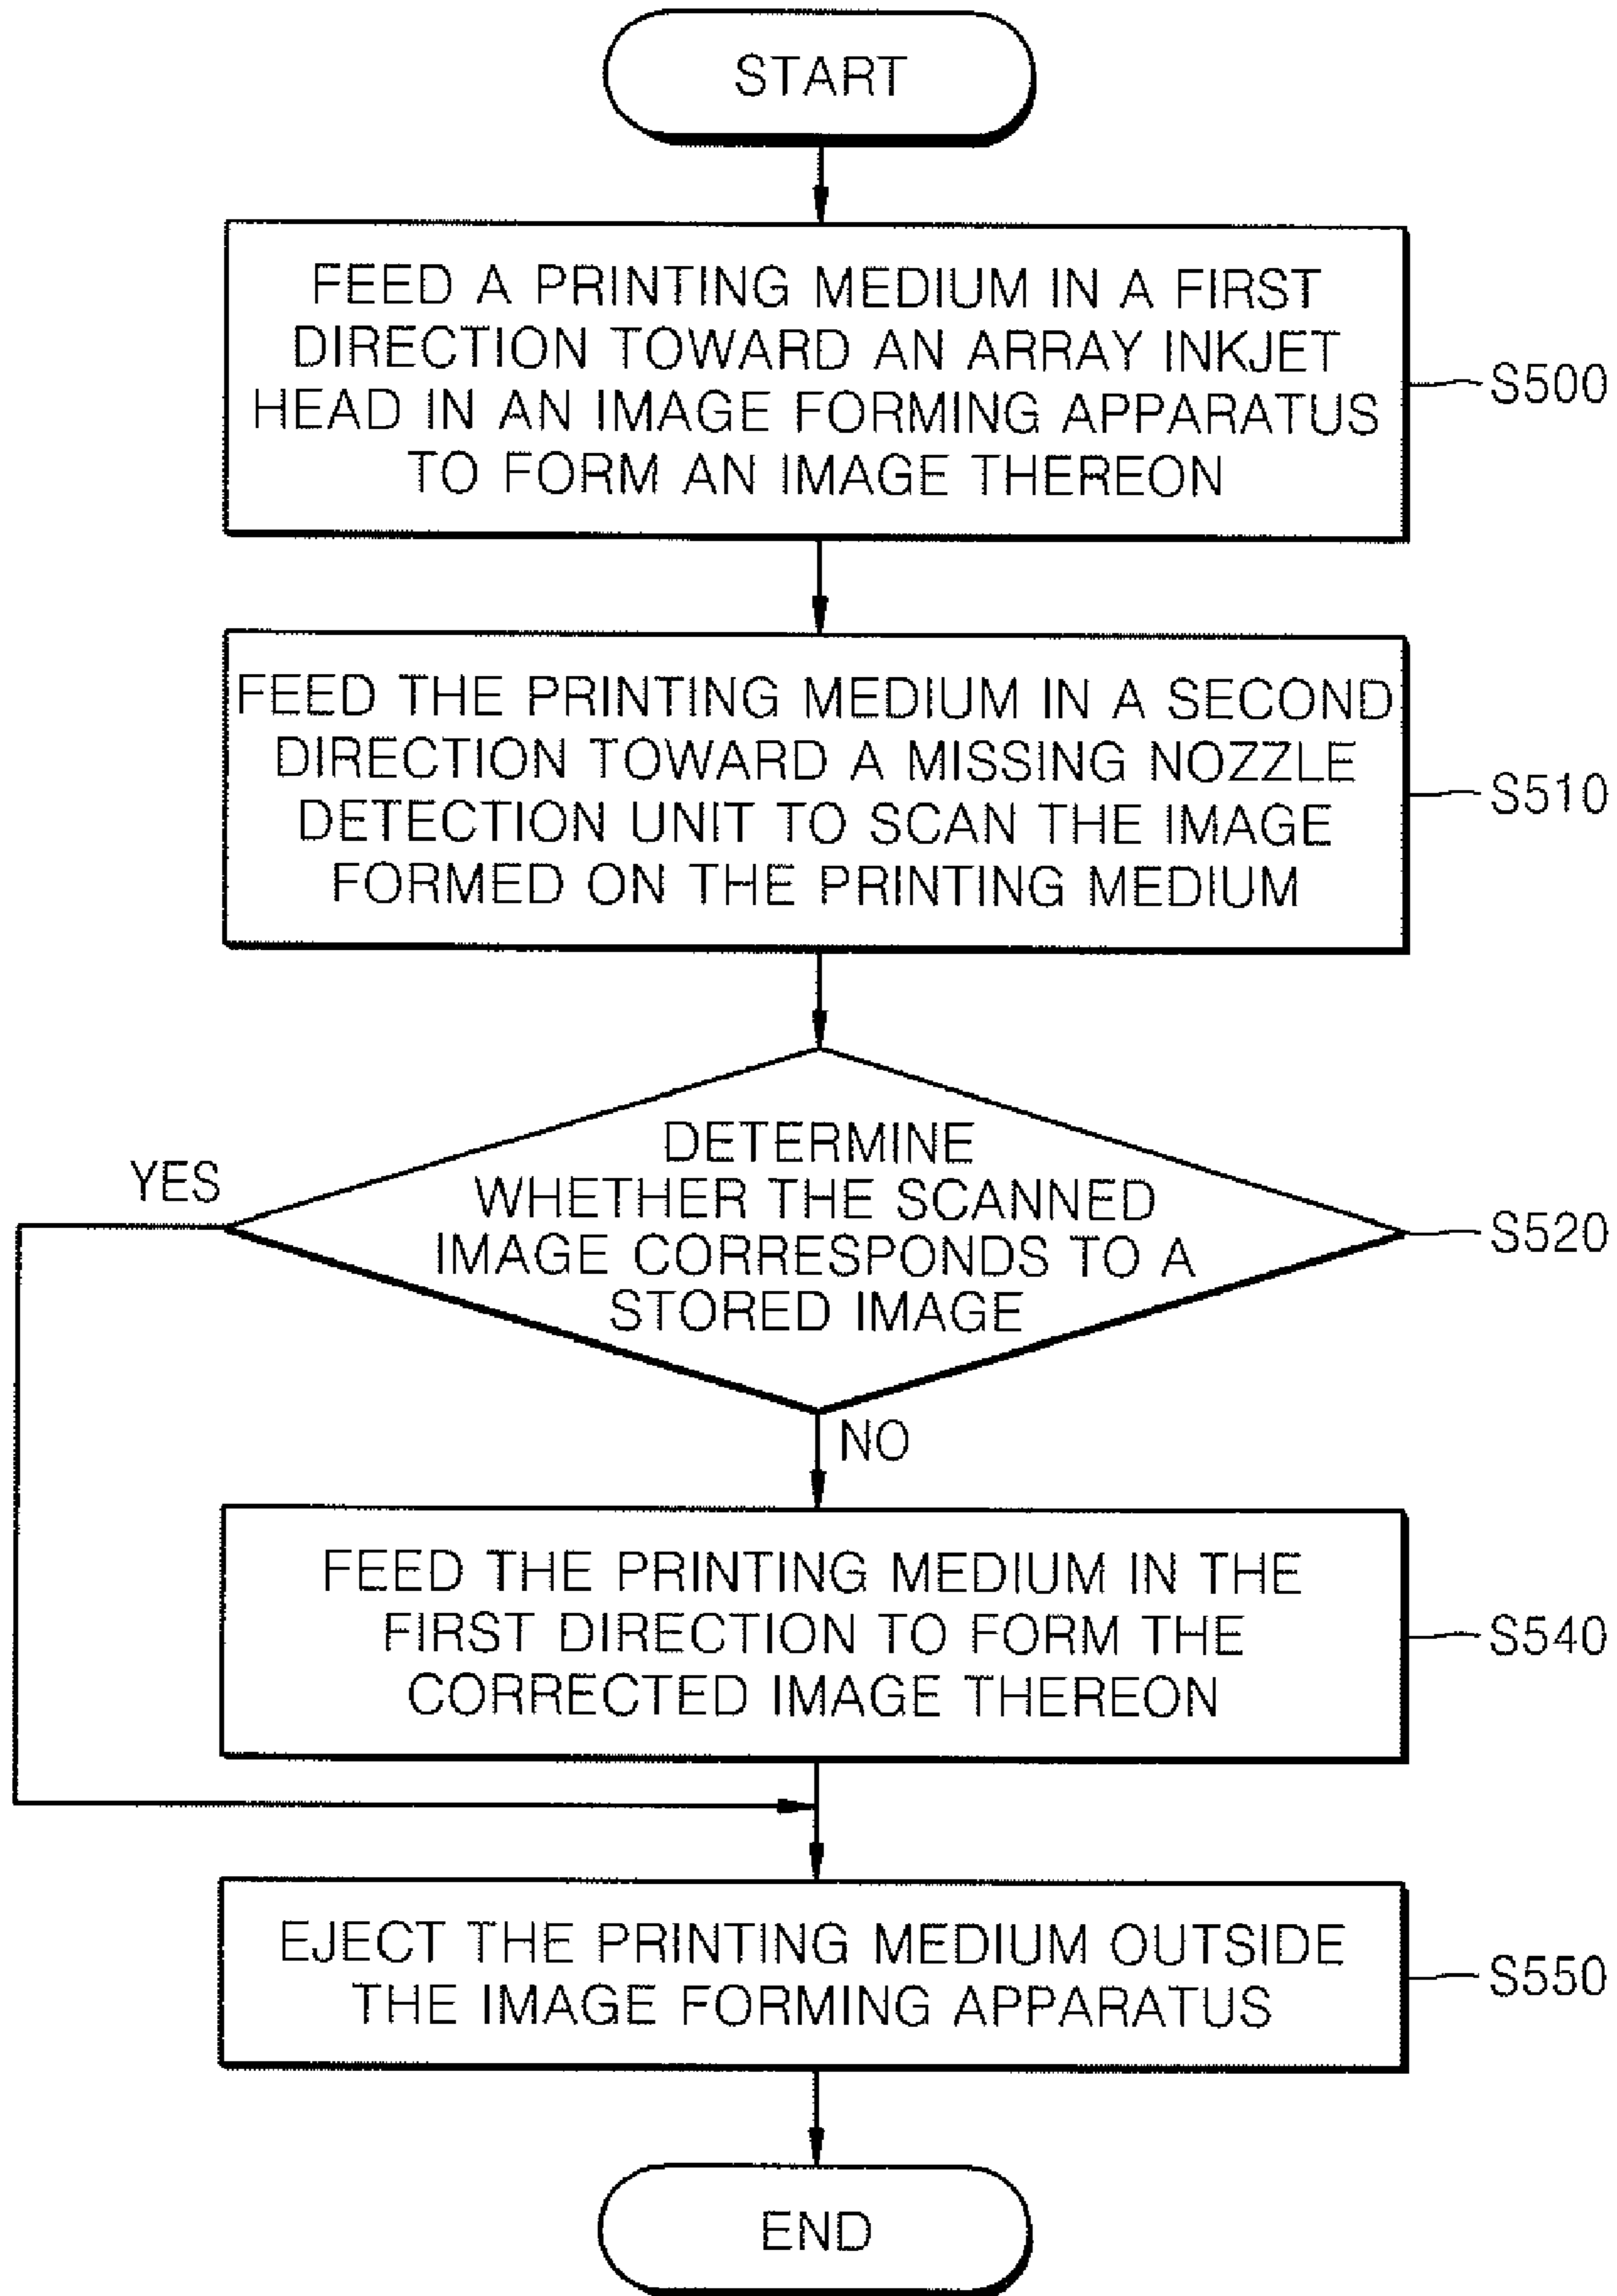 START
FEED A PRINTING MEDIUM IN A FIRST
DIRECTION TOWARD AN ARRAY INKJET
HEAD IN AN IMAGE FORMING APPARATUS
TO FORM AN IMAGE THEREON
S500
FEED THE PRINTING MEDIUM IN A SECOND
DIRECTION TOWARD A MISSING NOZZLE
DETECTION UNIT TO SCAN THE IMAGE
FORMED ON THE PRINTING MEDIUM
S510
DETERMINE
WHETHER THE SCANNED
IMAGE CORRESPONDS TO A
STORED IMAGE
YES
S520
NO
FEED THE PRINTING MEDIUM IN THE
FIRST DIRECTION TO FORM THE
CORRECTED IMAGE THEREON
S540
EJECT THE PRINTING MEDIUM OUTSIDE
THE IMAGE FORMING APPARATUS
S550
END